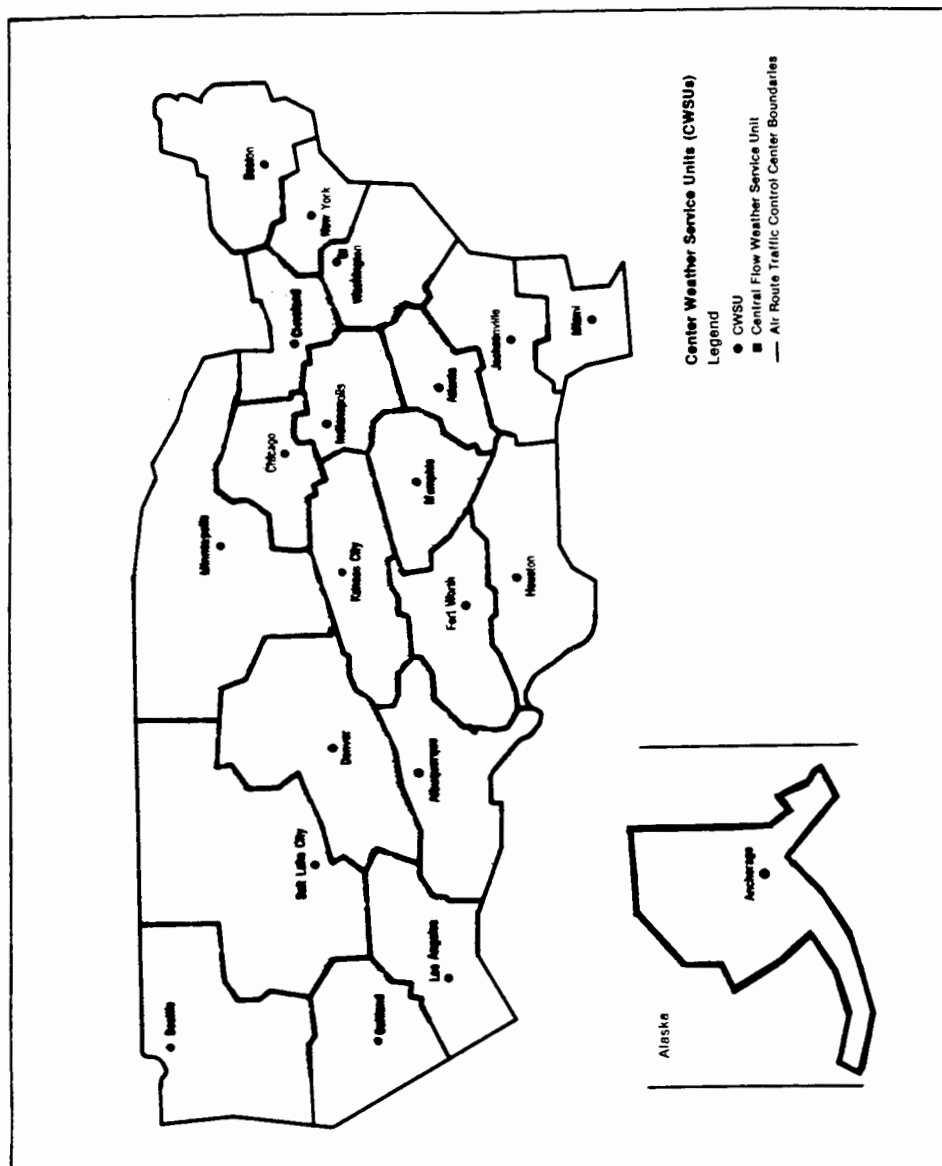 Boston
New York
Washington
Cleveland
Jacksonville
Miami
Atlanta
Indianapolis
Chicago
Memphis
Minneapolis
Kansas City
Fort Worth
Houston
Denver
Albuquerque
Salt Lake City
Los Angeles
Oakland
Seattle
Center Weather Service Units (CWSUs)
Legend
CWSU
Central Flow Weather Service Unit
Air Route Traffic Control Center Boundaries
Alaska
Anchorage